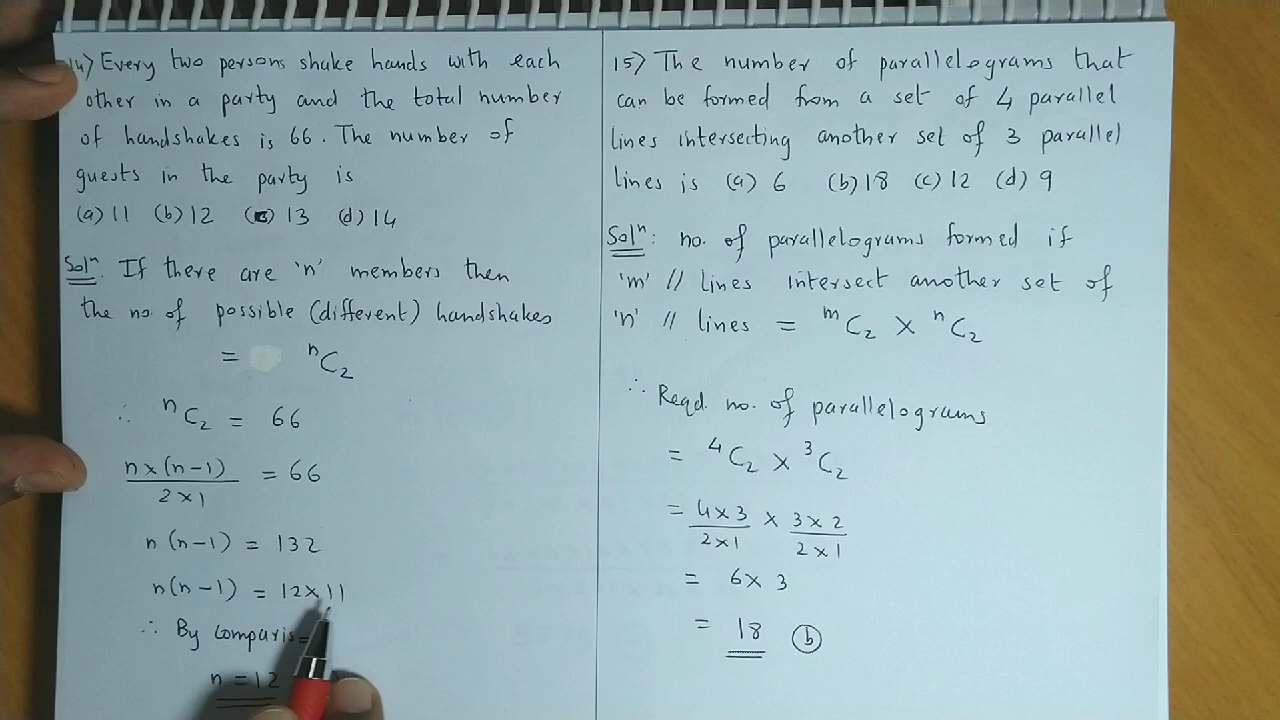 14) Every two persons shake hands with each
other in a party and the total number
of handshakes is 66. The number of
guests in the party is
(a) 11 (b) 12 (c) 13 (d) 14
Solⁿ: If there are 'n' members then
the no of possible (different) handshakes
= ⁿC₂
∴ ⁿC₂ = 66
n×(n-1)/2×1 = 66
n(n-1) = 132
n(n-1) = 12×11
∴ By
n = 12
15) The number of parallelograms that
can be formed from a set of 4 parallel
lines intersecting another set of 3 parallel
lines is (a) 6 (b) 18 (c) 12 (d) 9
Solⁿ: no. of parallelograms formed if
'm' // lines intersect another set of
'n' // lines = ᵐC₂ × ⁿC₂
∴ Reqd. no. of parallelograms
= ⁴C₂ × ³C₂
= 4×3/2×1 × 3×2/2×1
= 6×3
= 18 (b)